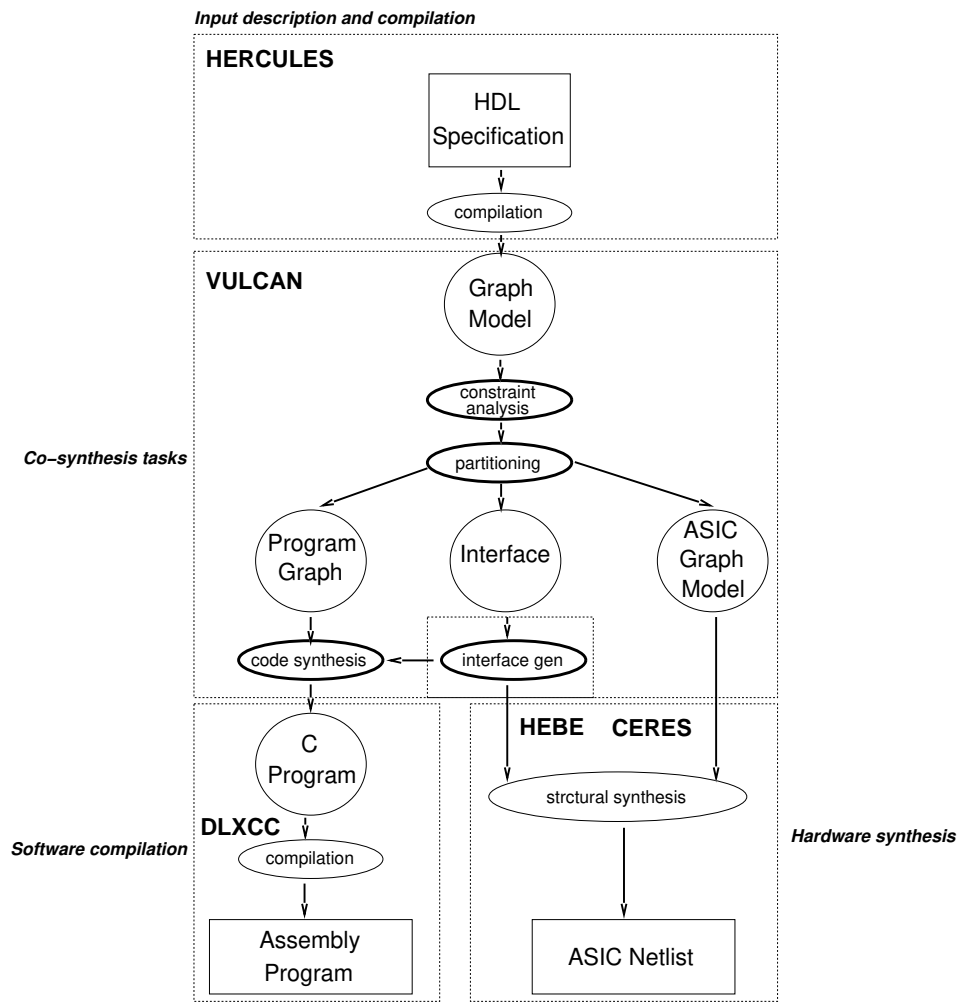 Input description and compilation
HERCULES
HDL
Specification
compilation
VULCAN
Graph
Model
constraint
analysis
Co−synthesis tasks
partitioning
Program
Graph
Interface
ASIC
Graph
Model
code synthesis
interface gen
HEBE CERES
C
Program
strctural synthesis
DLXCC
Software compilation
compilation
Hardware synthesis
Assembly
Program
ASIC Netlist